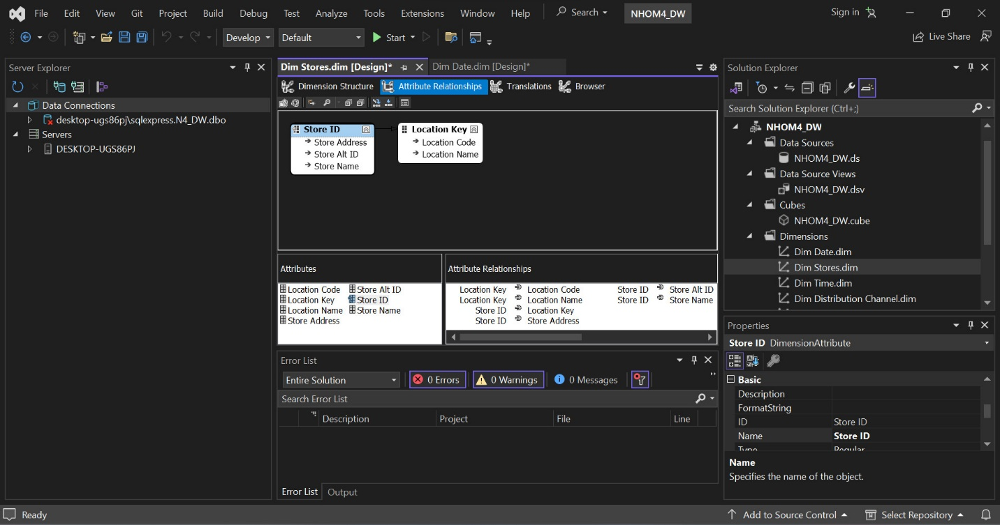 File Edit View Git Project Build Debug Test Analyze Tools Extensions Window Help Search NHOM4_DW Sign in
Develop Default Start Live Share
Server Explorer
Data Connections
desktop-ugs86pj\sqlexpress.N4_DW.dbo
Servers
DESKTOP-UGS86PJ
Dim Stores.dim [Design]* Dim Date.dim [Design]*
Dimension Structure Attribute Relationships Translations Browser
Store ID
Store Address
Store Alt ID
Store Name
Location Key
Location Code
Location Name
Attributes
Location Code Store Alt ID
Location Key Store ID
Location Name Store Name
Store Address
Attribute Relationships
Location Key Location Code Store ID Store Alt ID
Location Key Location Name Store ID Store Name
Store ID Location Key
Store ID Store Address
Error List
Entire Solution 0 Errors 0 Warnings 0 Messages
Search Error List
Description Project File Line
Error List Output
Solution Explorer
Search Solution Explorer (Ctrl+;)
NHOM4_DW
Data Sources
NHOM4_DW.ds
Data Source Views
NHOM4_DW.dsv
Cubes
NHOM4_DW.cube
Dimensions
Dim Date.dim
Dim Stores.dim
Dim Time.dim
Dim Distribution Channel.dim
Properties
Store ID DimensionAttribute
Basic
Description
FormatString
ID Store ID
Name Store ID
Type Regular
Name
Specifies the name of the object.
Ready Add to Source Control Select Repository